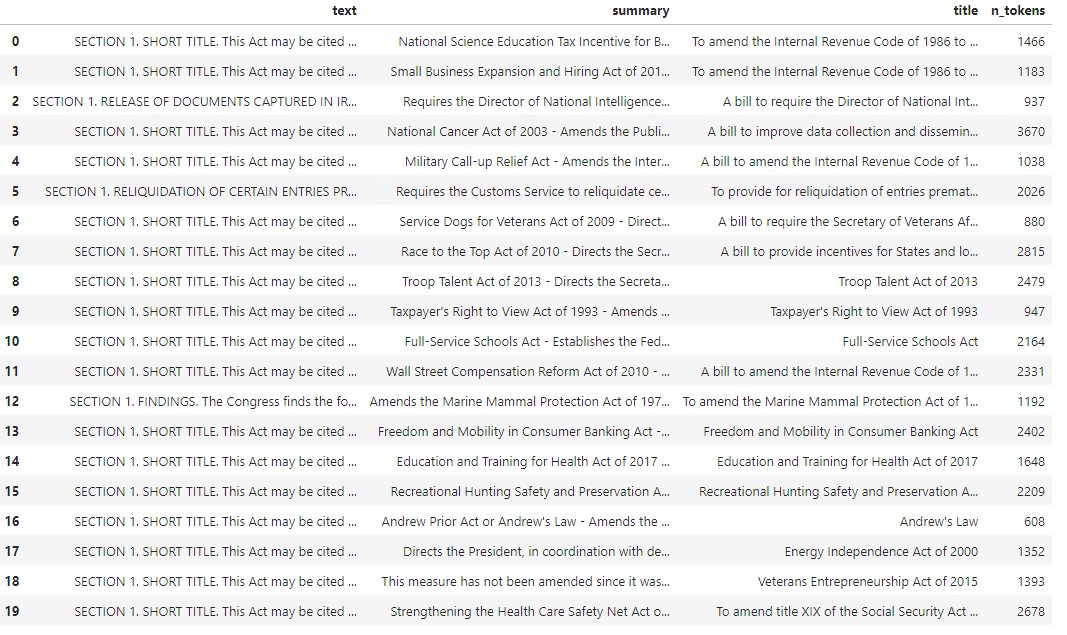 text summary title n_tokens
0 SECTION 1. SHORT TITLE. This Act may be cited ... National Science Education Tax Incentive for B... To amend the Internal Revenue Code of 1986 to ... 1466
1 SECTION 1. SHORT TITLE. This Act may be cited ... Small Business Expansion and Hiring Act of 201... To amend the Internal Revenue Code of 1986 to ... 1183
2 SECTION 1. RELEASE OF DOCUMENTS CAPTURED IN IR... Requires the Director of National Intelligence... A bill to require the Director of National Int... 937
3 SECTION 1. SHORT TITLE. This Act may be cited ... National Cancer Act of 2003 - Amends the Publi... A bill to improve data collection and dissemin... 3670
4 SECTION 1. SHORT TITLE. This Act may be cited ... Military Call-up Relief Act - Amends the Inter... A bill to amend the Internal Revenue Code of 1... 1038
5 SECTION 1. RELIQUIDATION OF CERTAIN ENTRIES PR... Requires the Customs Service to reliquidate ce... To provide for reliquidation of entries premat... 2026
6 SECTION 1. SHORT TITLE. This Act may be cited ... Service Dogs for Veterans Act of 2009 - Direct... A bill to require the Secretary of Veterans Af... 880
7 SECTION 1. SHORT TITLE. This Act may be cited ... Race to the Top Act of 2010 - Directs the Secr... A bill to provide incentives for States and lo... 2815
8 SECTION 1. SHORT TITLE. This Act may be cited ... Troop Talent Act of 2013 - Directs the Secreta... Troop Talent Act of 2013 2479
9 SECTION 1. SHORT TITLE. This Act may be cited ... Taxpayer's Right to View Act of 1993 - Amends ... Taxpayer's Right to View Act of 1993 947
10 SECTION 1. SHORT TITLE. This Act may be cited ... Full-Service Schools Act - Establishes the Fed... Full-Service Schools Act 2164
11 SECTION 1. SHORT TITLE. This Act may be cited ... Wall Street Compensation Reform Act of 2010 - ... A bill to amend the Internal Revenue Code of 1... 2331
12 SECTION 1. FINDINGS. The Congress finds the fo... Amends the Marine Mammal Protection Act of 197... To amend the Marine Mammal Protection Act of 1... 1192
13 SECTION 1. SHORT TITLE. This Act may be cited ... Freedom and Mobility in Consumer Banking Act -... Freedom and Mobility in Consumer Banking Act 2402
14 SECTION 1. SHORT TITLE. This Act may be cited ... Education and Training for Health Act of 2017 ... Education and Training for Health Act of 2017 1648
15 SECTION 1. SHORT TITLE. This Act may be cited ... Recreational Hunting Safety and Preservation A... Recreational Hunting Safety and Preservation A... 2209
16 SECTION 1. SHORT TITLE. This Act may be cited ... Andrew Prior Act or Andrew's Law - Amends the ... Andrew's Law 608
17 SECTION 1. SHORT TITLE. This Act may be cited ... Directs the President, in coordination with de... Energy Independence Act of 2000 1352
18 SECTION 1. SHORT TITLE. This Act may be cited ... This measure has not been amended since it was... Veterans Entrepreneurship Act of 2015 1393
19 SECTION 1. SHORT TITLE. This Act may be cited ... Strengthening the Health Care Safety Net Act o... To amend title XIX of the Social Security Act ... 2678